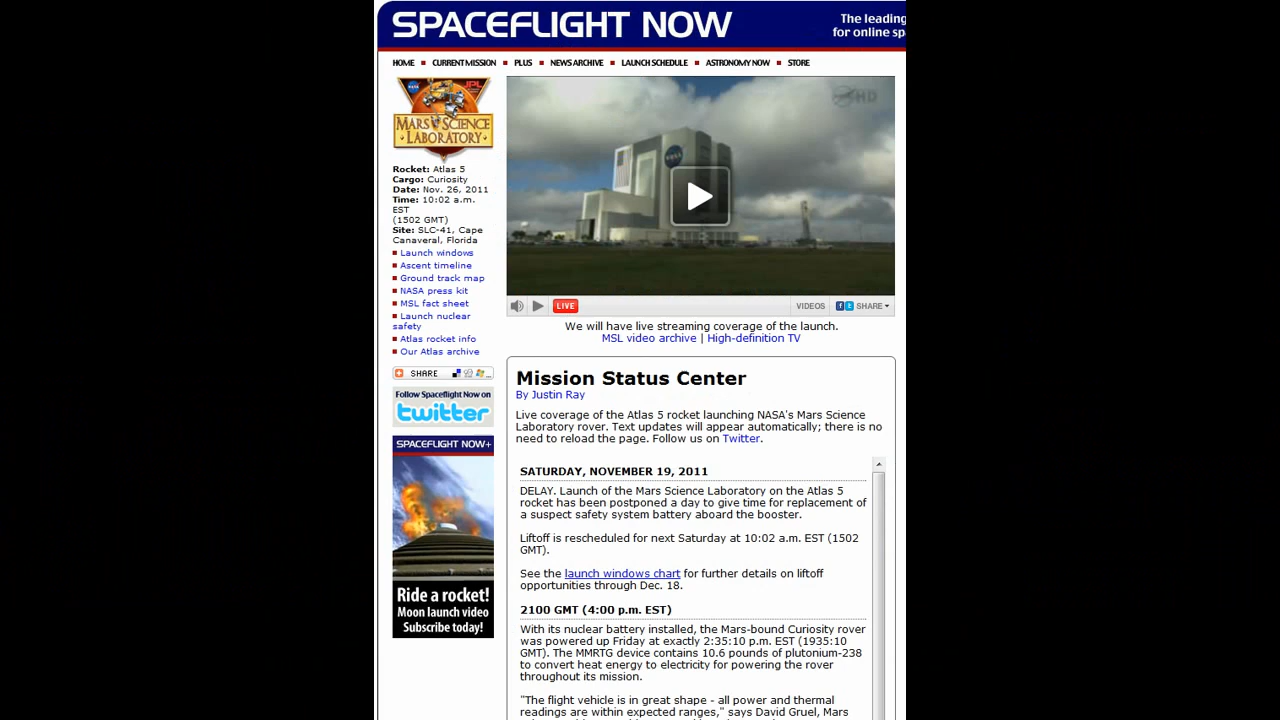 SPACEFLIGHT NOW
The leading
for online sp
HOME ▪ CURRENT MISSION ▪ PLUS ▪ NEWS ARCHIVE ▪ LAUNCH SCHEDULE ▪ ASTRONOMY NOW ▪ STORE
NASA JPL
MARS SCIENCE
LABORATORY
Rocket: Atlas 5
Cargo: Curiosity
Date: Nov. 26, 2011
Time: 10:02 a.m.
EST
(1502 GMT)
Site: SLC-41, Cape
Canaveral, Florida
Launch windows
Ascent timeline
Ground track map
NASA press kit
MSL fact sheet
Launch nuclear
safety
Atlas rocket info
Our Atlas archive
SHARE
Follow Spaceflight Now on
twitter
SPACEFLIGHT NOW+
Ride a rocket!
Moon launch video
Subscribe today!
HD
LIVE VIDEOS SHARE
We will have live streaming coverage of the launch.
MSL video archive | High-definition TV
Mission Status Center
By Justin Ray
Live coverage of the Atlas 5 rocket launching NASA's Mars Science
Laboratory rover. Text updates will appear automatically; there is no
need to reload the page. Follow us on Twitter.
SATURDAY, NOVEMBER 19, 2011
DELAY. Launch of the Mars Science Laboratory on the Atlas 5
rocket has been postponed a day to give time for replacement of
a suspect safety system battery aboard the booster.
Liftoff is rescheduled for next Saturday at 10:02 a.m. EST (1502
GMT).
See the launch windows chart for further details on liftoff
opportunities through Dec. 18.
2100 GMT (4:00 p.m. EST)
With its nuclear battery installed, the Mars-bound Curiosity rover
was powered up Friday at exactly 2:35:10 p.m. EST (1935:10
GMT). The MMRTG device contains 10.6 pounds of plutonium-238
to convert heat energy to electricity for powering the rover
throughout its mission.
"The flight vehicle is in great shape - all power and thermal
readings are within expected ranges," says David Gruel, Mars